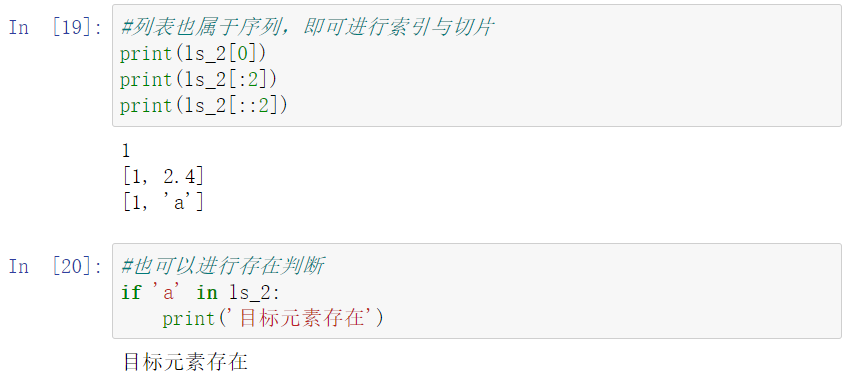 In [19]: #列表也属于序列，即可进行索引与切片
print(ls_2[0])
print(ls_2[:2])
print(ls_2[::2])
1
[1, 2.4]
[1, 'a']
In [20]: #也可以进行存在判断
if 'a' in ls_2:
    print('目标元素存在')
目标元素存在